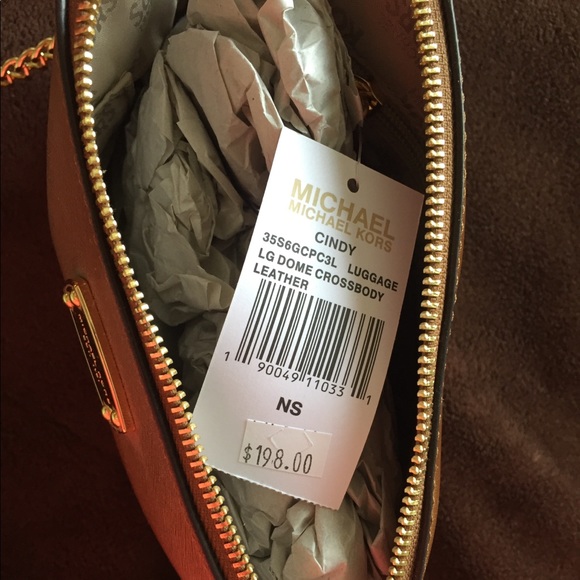 MICHAEL
MICHAEL KORS
CINDY
35S6GCPC3L LUGGAGE
LG DOME CROSSBODY
LEATHER
1 90049 11033 1
NS
$198.00